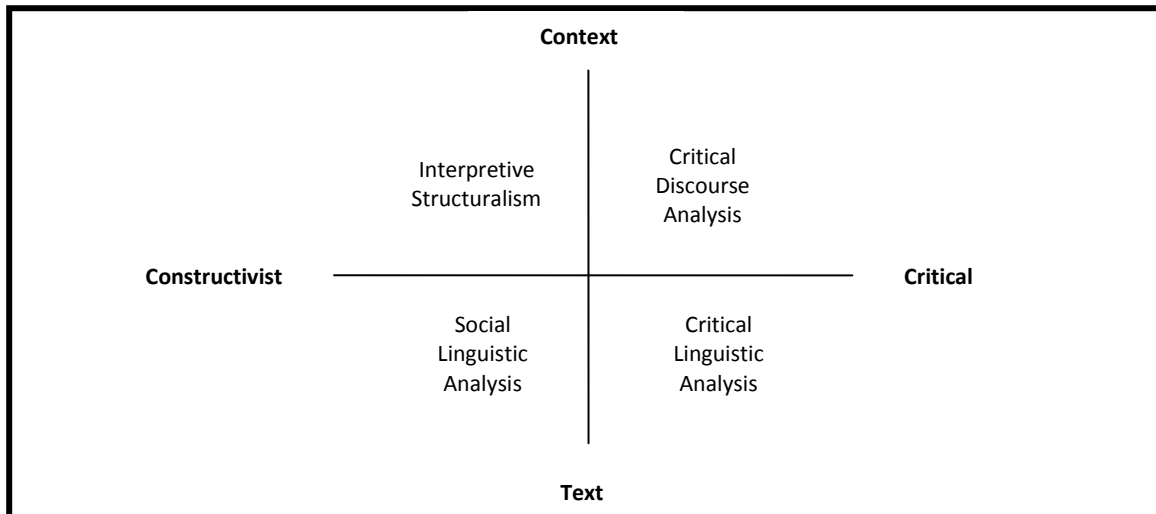 Context
Interpretive
Structuralism
Critical
Discourse
Analysis
Constructivist
Critical
Social
Linguistic
Analysis
Critical
Linguistic
Analysis
Text